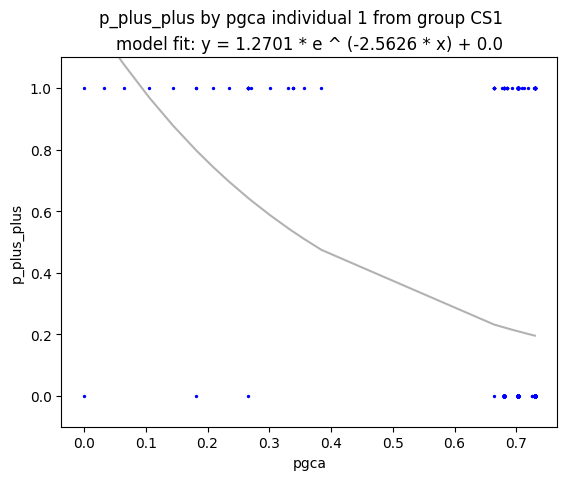 p_plus_plus by pgca individual 1 from group CS1
model fit: y = 1.2701 * e ^ (-2.5626 * x) + 0.0
1.0
0.8
0.6
0.4
0.2
0.0
p_plus_plus
0.0 0.1 0.2 0.3 0.4 0.5 0.6 0.7
pgca